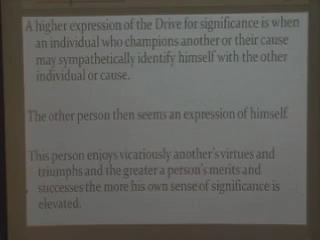 A higher expression of the Drive for significance is when
an individual who champions another or their cause
may sympathetically identify himself with the other
individual or cause.
The other person then seems an expression of himself.
This person enjoys vicariously another's virtues and
triumphs and the greater a person's merits and
successes the more his own sense of significance is
elevated.